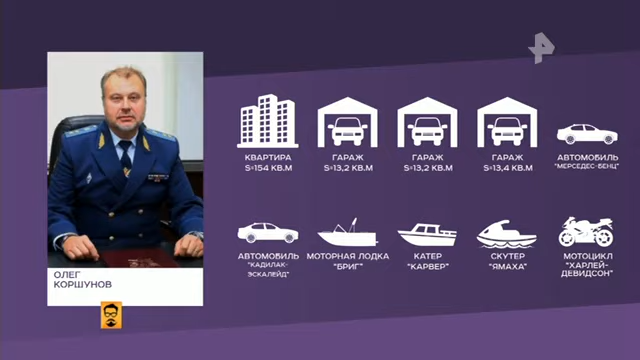 КВАРТИРА
S=154 КВ.М
ГАРАЖ
S=13,2 КВ.М
ГАРАЖ
S=13,2 КВ.М
ГАРАЖ
S=13,4 КВ.М
АВТОМОБИЛЬ
"МЕРСЕДЕС-БЕНЦ"
АВТОМОБИЛЬ
"КАДИЛАК-
ЭСКАЛЕЙД"
МОТОРНАЯ ЛОДКА
"БРИГ"
КАТЕР
"КАРВЕР"
СКУТЕР
"ЯМАХА"
МОТОЦИКЛ
"ХАРЛЕЙ-
ДЕВИДСОН"
ОЛЕГ
КОРШУНОВ